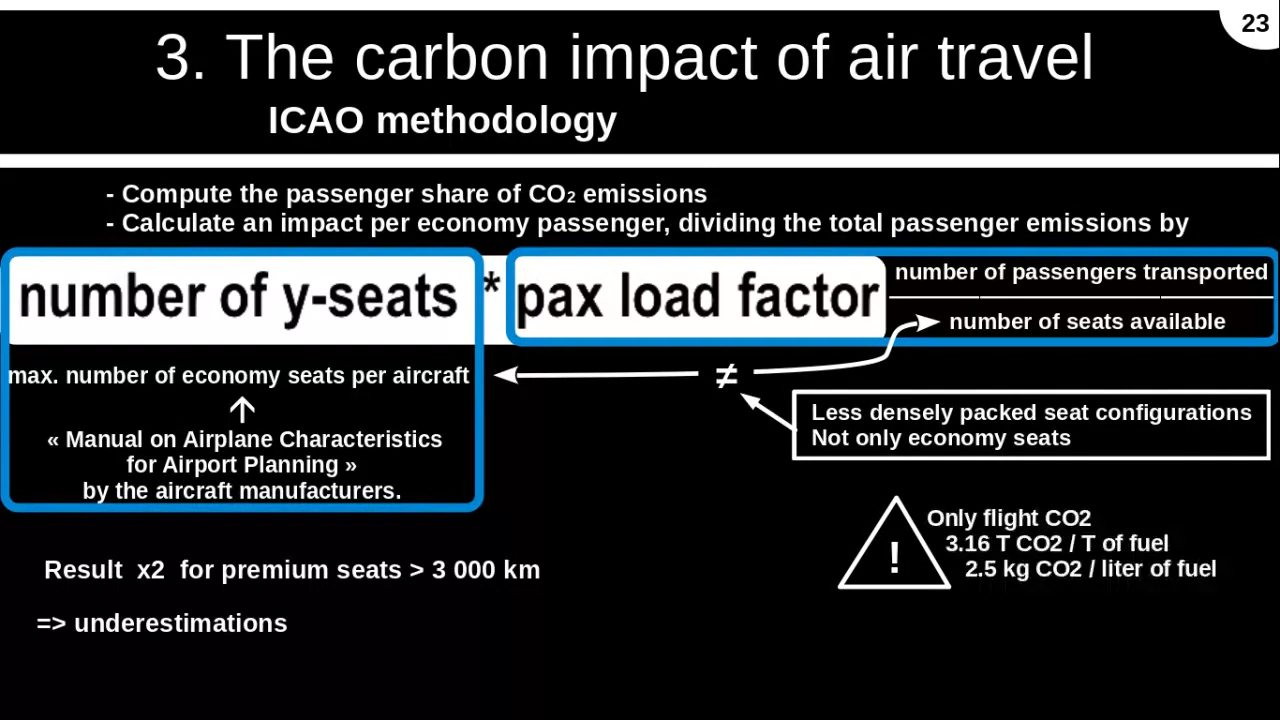 23
3. The carbon impact of air travel
ICAO methodology
- Compute the passenger share of CO₂ emissions
- Calculate an impact per economy passenger, dividing the total passenger emissions by
number of y-seats * pax load factor
number of passengers transported
number of seats available
max. number of economy seats per aircraft
≠
Less densely packed seat configurations
Not only economy seats
« Manual on Airplane Characteristics
for Airport Planning »
by the aircraft manufacturers.
!
Only flight CO2
3.16 T CO2 / T of fuel
2.5 kg CO2 / liter of fuel
Result x2 for premium seats > 3 000 km
=> underestimations